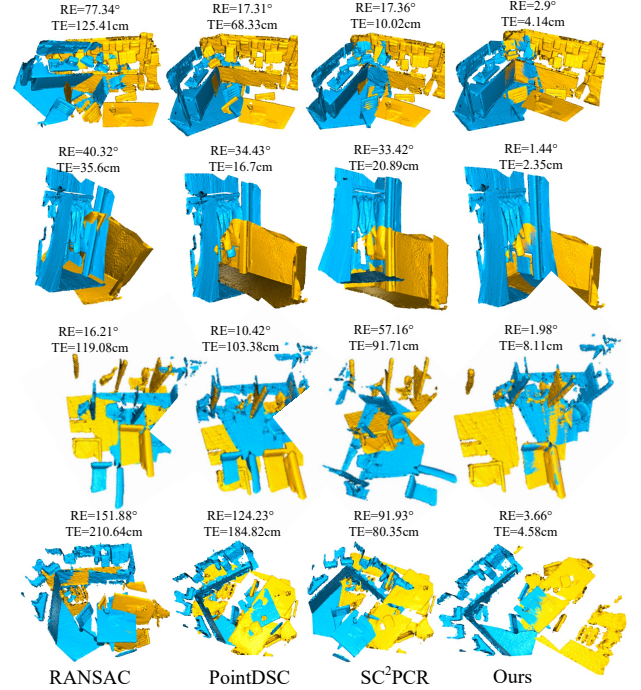 RE=77.34° RE=17.31° RE=17.36° RE=2.9°
TE=125.41cm TE=68.33cm TE=10.02cm TE=4.14cm
RE=40.32° RE=34.43° RE=33.42° RE=1.44°
TE=35.6cm TE=16.7cm TE=20.89cm TE=2.35cm
RE=16.21° RE=10.42° RE=57.16° RE=1.98°
TE=119.08cm TE=103.38cm TE=91.71cm TE=8.11cm
RE=151.88° RE=124.23° RE=91.93° RE=3.66°
TE=210.64cm TE=184.82cm TE=80.35cm TE=4.58cm
RANSAC PointDSC SC²PCR Ours